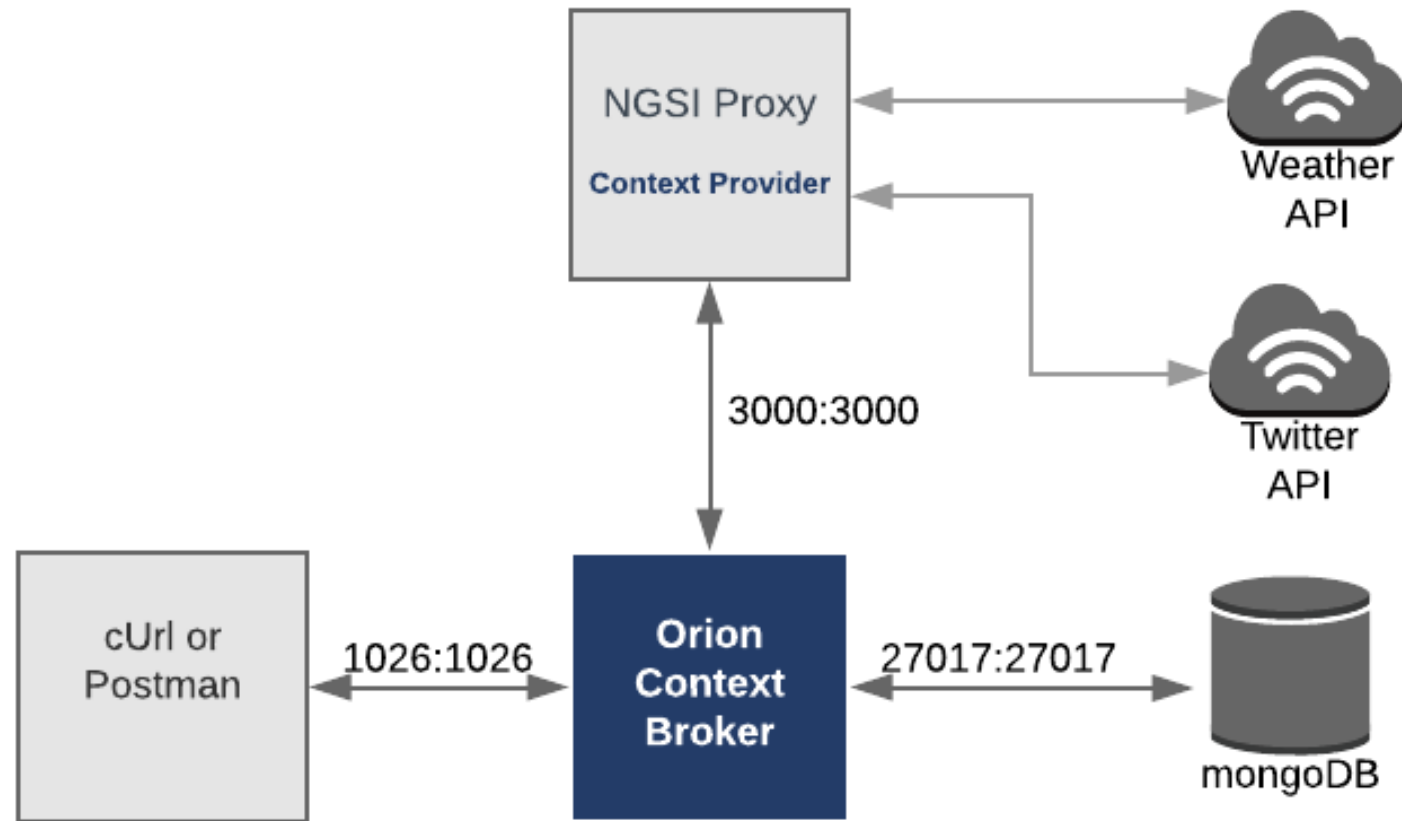 NGSI Proxy
Context Provider
Weather
API
Twitter
API
3000:3000
cUrl or
Postman
1026:1026
Orion
Context
Broker
27017:27017
mongoDB